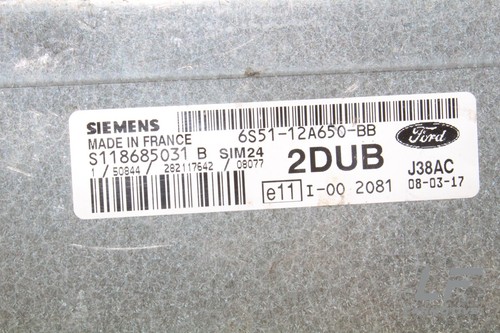 SIEMENS
MADE IN FRANCE
6S51-12A650-BB
S118685031 B SIM24
1 / 50844 / 282117642 / 08077
2DUB
Ford
J38AC
08-03-17
e11 I-00 2081
LF